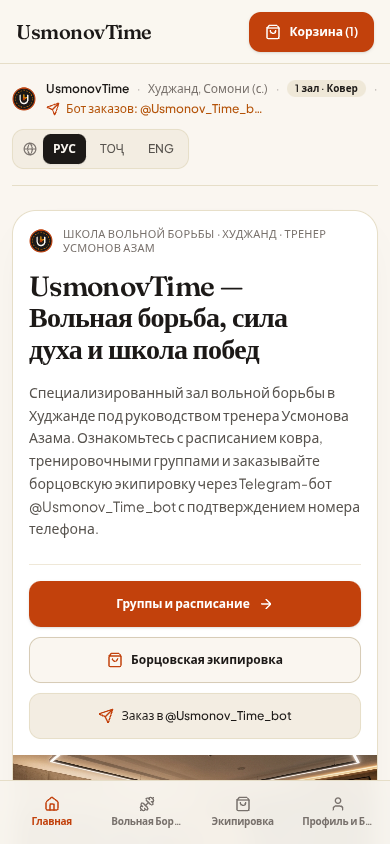 UsmonovTime
Корзина (1)
UsmonovTime · Худжанд, Сомони (с.) · 1 зал · Ковер ·
Бот заказов: @Usmonov_Time_b…
РУС ТОҶ ENG
ШКОЛА ВОЛЬНОЙ БОРЬБЫ · ХУДЖАНД · ТРЕНЕР
УСМОНОВ АЗАМ
UsmonovTime —
Вольная борьба, сила
духа и школа побед
Специализированный зал вольной борьбы в
Худжанде под руководством тренера Усмонова
Азама. Ознакомьтесь с расписанием ковра,
тренировочными группами и заказывайте
борцовскую экипировку через Telegram-бот
@Usmonov_Time_bot с подтверждением номера
телефона.
Группы и расписание
Борцовская экипировка
Заказ в @Usmonov_Time_bot
Главная
Вольная Бор…
Экипировка
Профиль и Б…